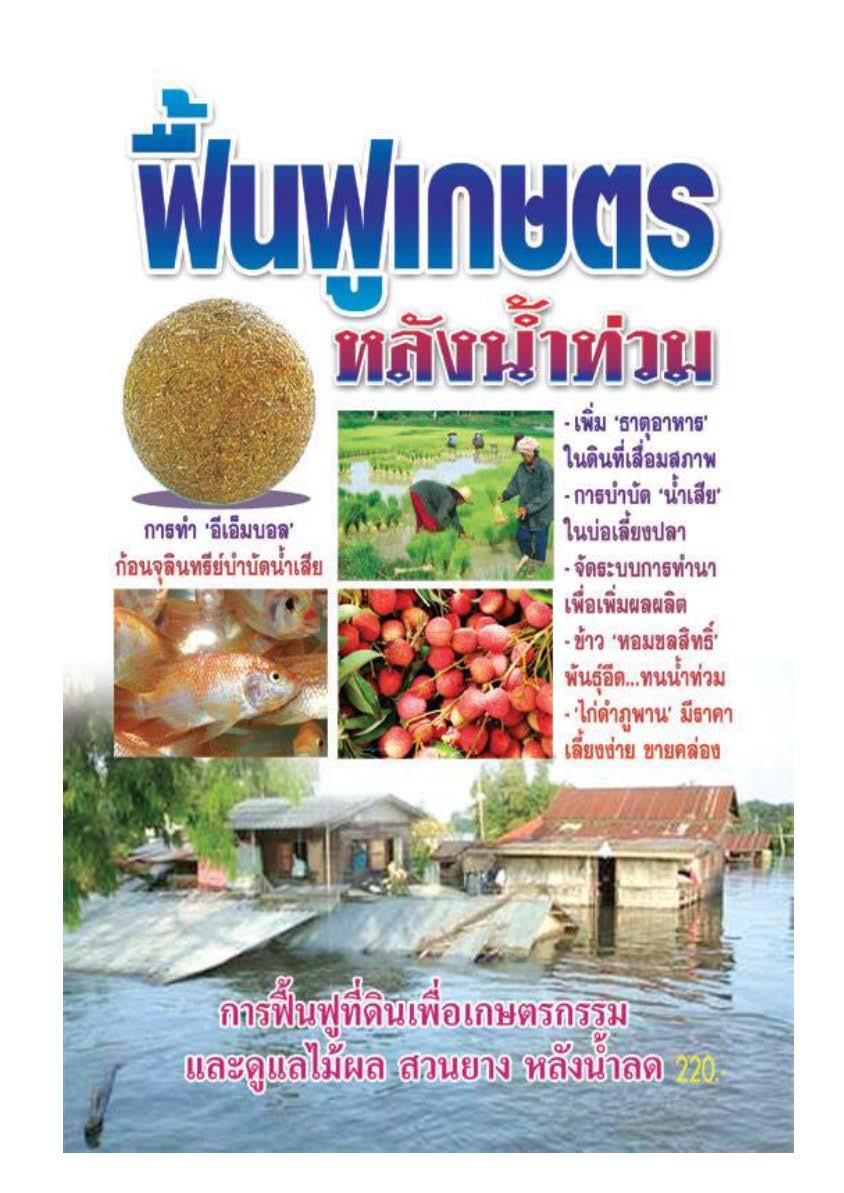 ฟื้นฟูเกษตร
หลังน้ำท่วม
การทำ 'อีเอ็มบอล'
ก้อนจุลินทรีย์บำบัดน้ำเสีย
- เพิ่ม 'ธาตุอาหาร'
ในดินที่เสื่อมสภาพ
- การบำบัด 'น้ำเสีย'
ในบ่อเลี้ยงปลา
- จัดระบบการทำนา
เพื่อเพิ่มผลผลิต
- ข้าว 'หอมชลสิทธิ์'
พันธุ์อึด...ทนน้ำท่วม
- 'ไก่ดำภูพาน' มีราคา
เลี้ยงง่าย ขายคล่อง
การฟื้นฟูที่ดินเพื่อเกษตรกรรม
และดูแลไม้ผล สวนยาง หลังน้ำลด 220.-